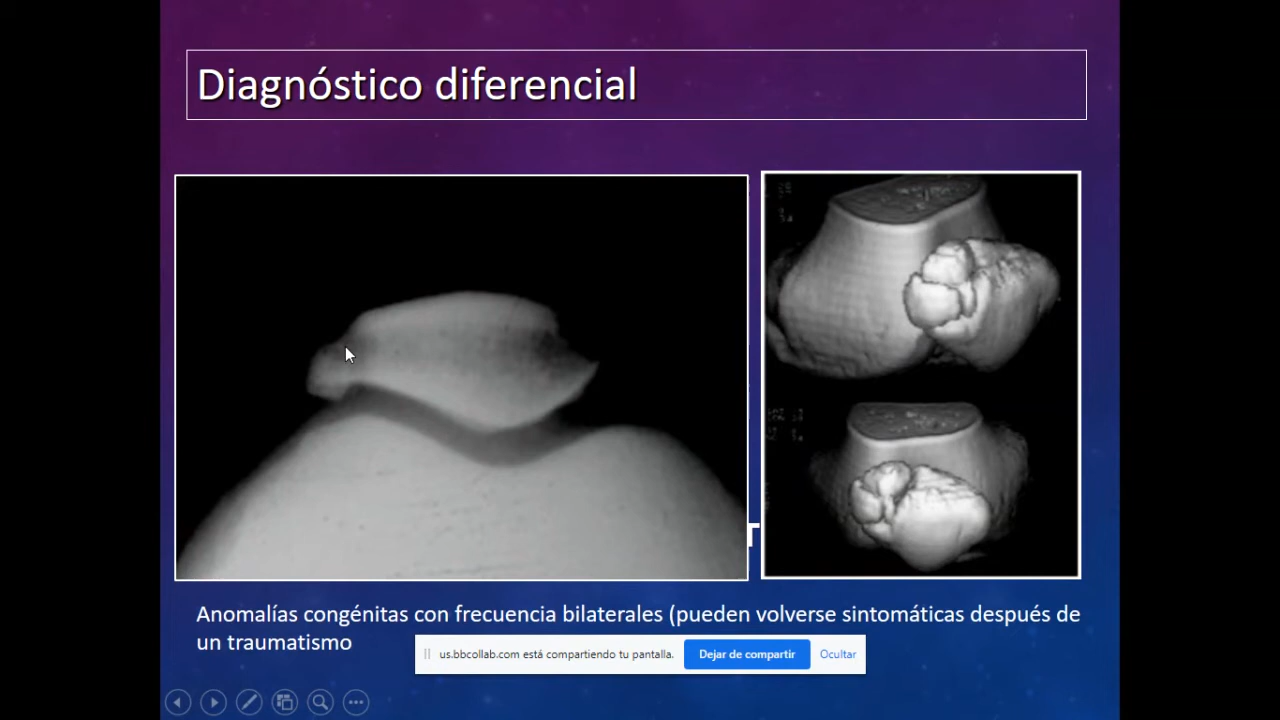 Diagnóstico diferencial
T
Anomalías congénitas con frecuencia bilaterales (pueden volverse sintomáticas después de
un traumatismo
us.bbcollab.com está compartiendo tu pantalla. Dejar de compartir Ocultar